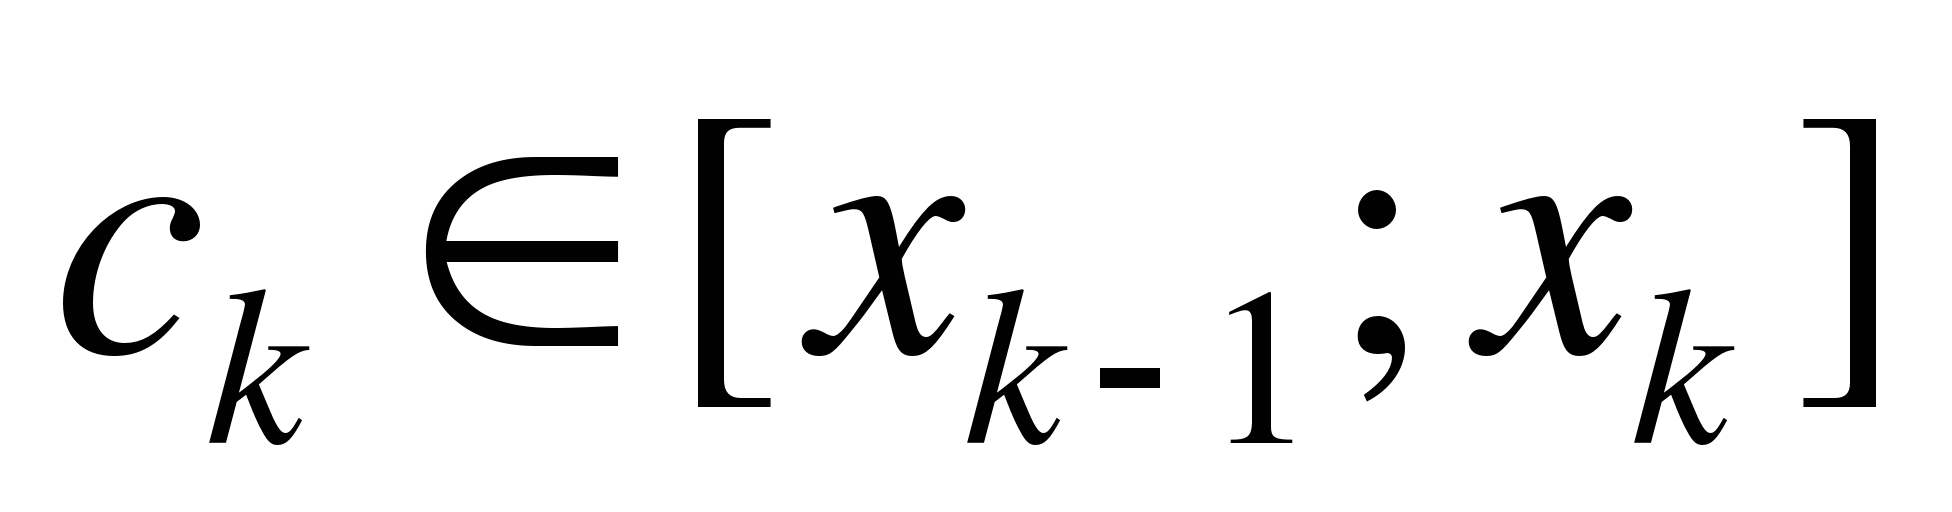 c_k ∈ [x_{k-1}; x_k]